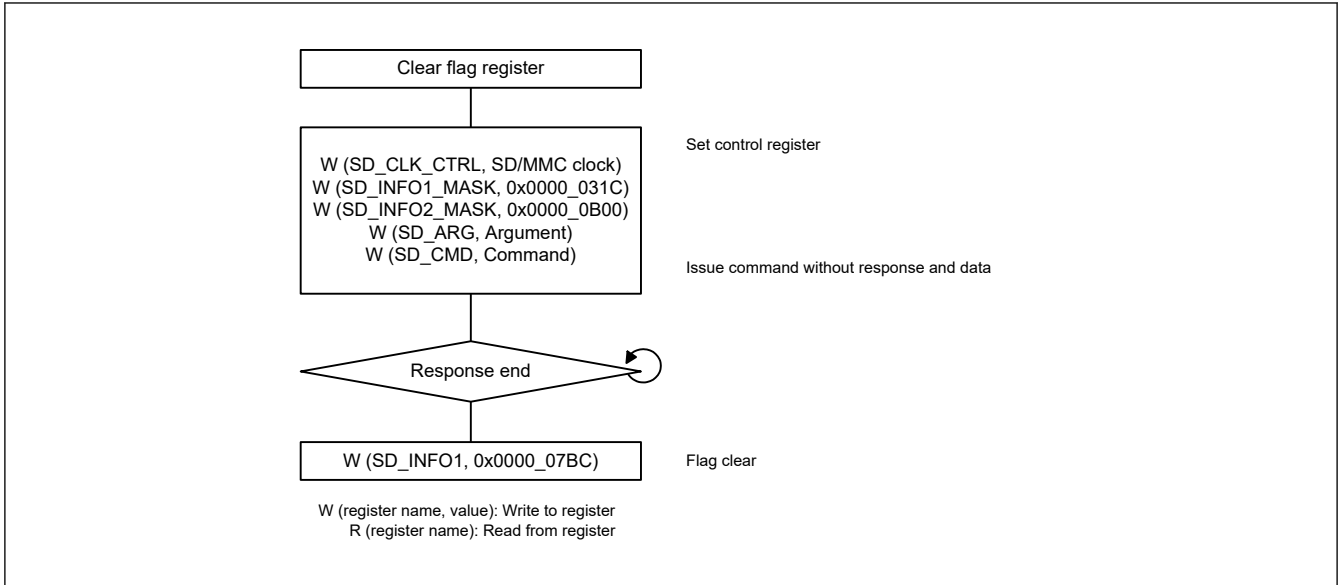 Clear flag register
Set control register
W (SD_CLK_CTRL, SD/MMC clock)
W (SD_INFO1_MASK, 0x0000_031C)
W (SD_INFO2_MASK, 0x0000_0B00)
W (SD_ARG, Argument)
W (SD_CMD, Command)
Issue command without response and data
Response end
W (SD_INFO1, 0x0000_07BC)
Flag clear
W (register name, value): Write to register
R (register name): Read from register